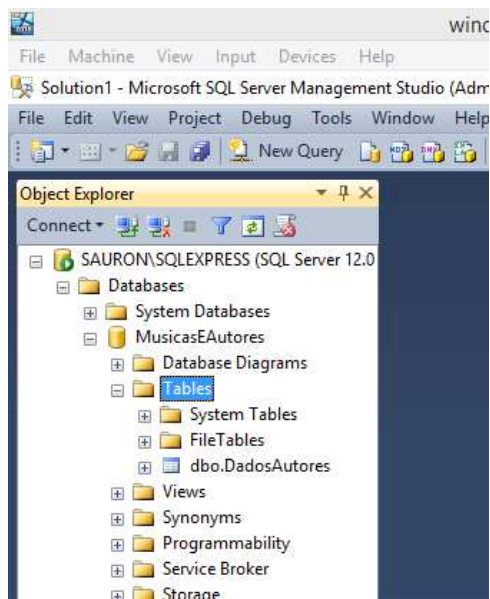 winc
File Machine View Input Devices Help
Solution1 - Microsoft SQL Server Management Studio (Adm
File Edit View Project Debug Tools Window Help
New Query
Object Explorer
Connect
SAURON\SQLEXPRESS (SQL Server 12.0
Databases
System Databases
MusicasEAutores
Database Diagrams
Tables
System Tables
FileTables
dbo.DadosAutores
Views
Synonyms
Programmability
Service Broker
Storage